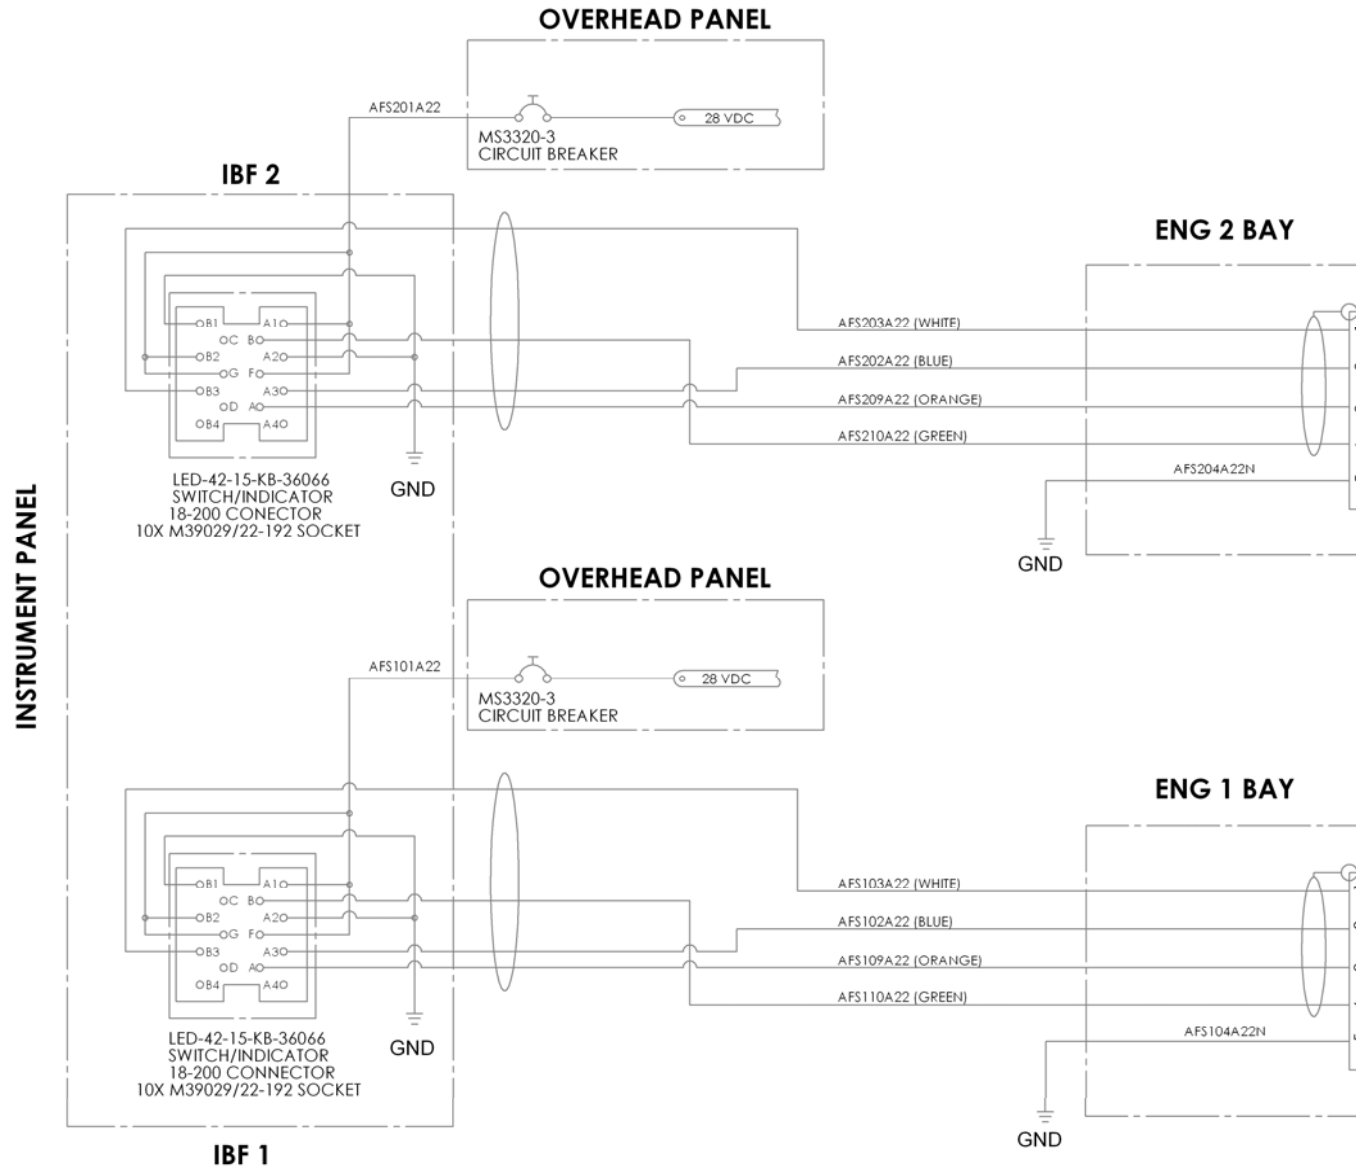 OVERHEAD PANEL
AFS201A22
28 VDC
MS3320-3
CIRCUIT BREAKER
IBF 2
ENG 2 BAY
B1 A1
C B
B2 A2
G F
B3 A3
D A
B4 A4
AFS203A22 (WHITE)
AFS202A22 (BLUE)
AFS209A22 (ORANGE)
AFS210A22 (GREEN)
AFS204A22N
LED-42-15-KB-36066
SWITCH/INDICATOR
18-200 CONECTOR
10X M39029/22-192 SOCKET
GND
GND
INSTRUMENT PANEL
OVERHEAD PANEL
AFS101A22
28 VDC
MS3320-3
CIRCUIT BREAKER
ENG 1 BAY
B1 A1
C B
B2 A2
G F
B3 A3
D A
B4 A4
AFS103A22 (WHITE)
AFS102A22 (BLUE)
AFS109A22 (ORANGE)
AFS110A22 (GREEN)
AFS104A22N
LED-42-15-KB-36066
SWITCH/INDICATOR
18-200 CONNECTOR
10X M39029/22-192 SOCKET
GND
GND
IBF 1